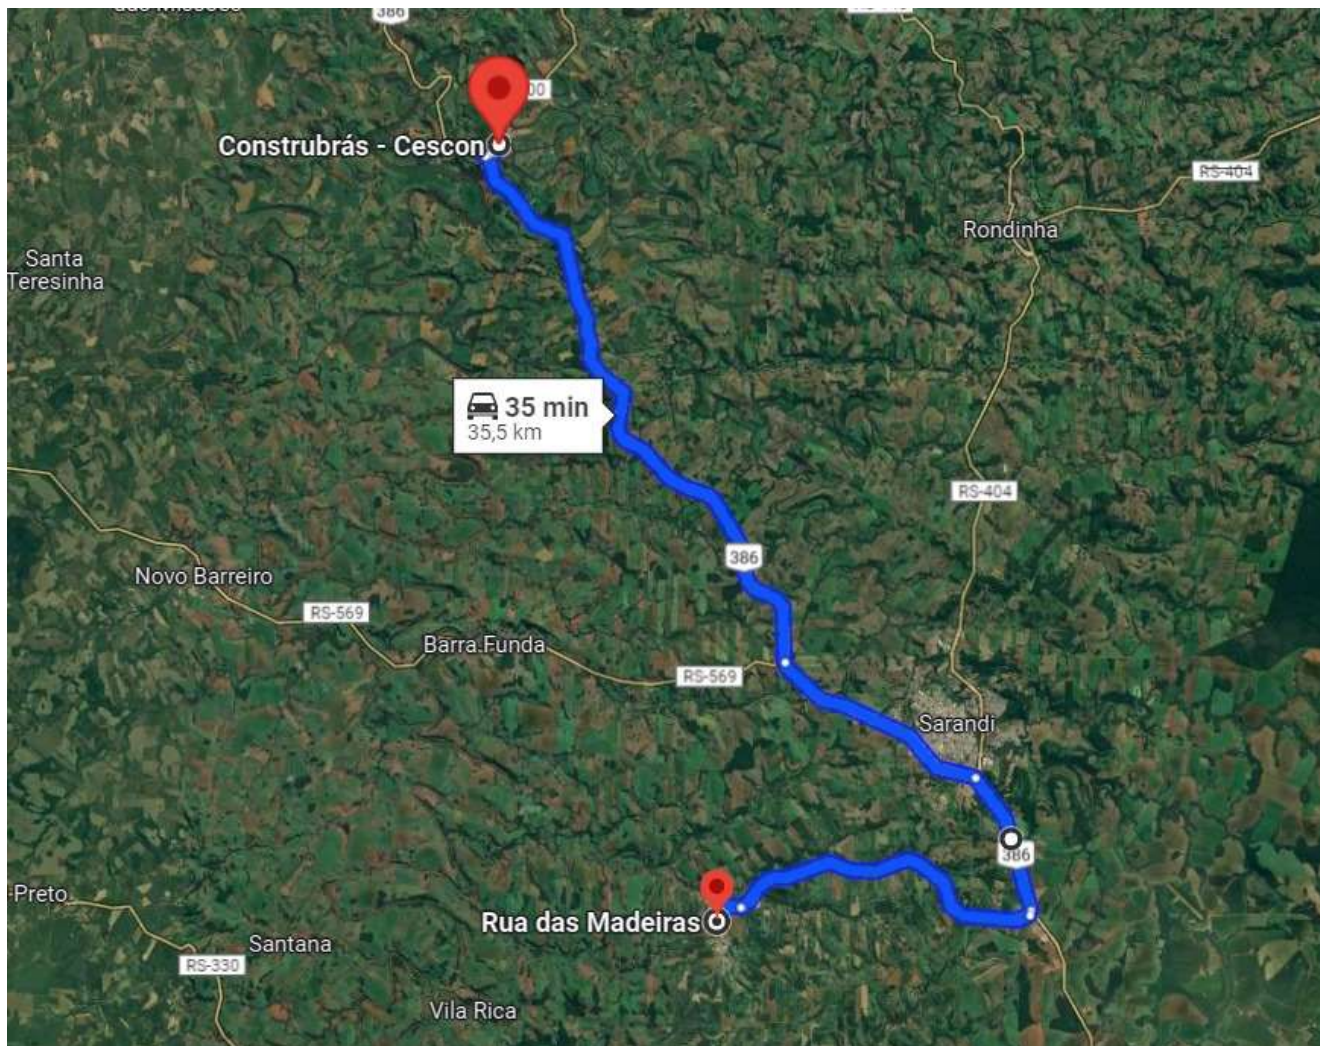 386
Construbrás - Cescon
RS-404
Rondinha
Santa
Teresinha
35 min
35,5 km
RS-404
386
Novo Barreiro
RS-569
Barra Funda
RS-569
Sarandi
386
Preto
Rua das Madeiras
Santana
RS-330
Vila Rica